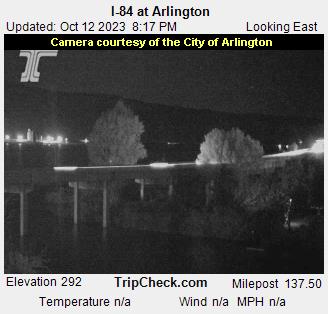 I-84 at Arlington
Updated: Oct 12 2023 8:17 PM Looking East
Camera courtesy of the City of Arlington
Elevation 292 TripCheck.com Milepost 137.50
Temperature n/a Wind n/a MPH n/a